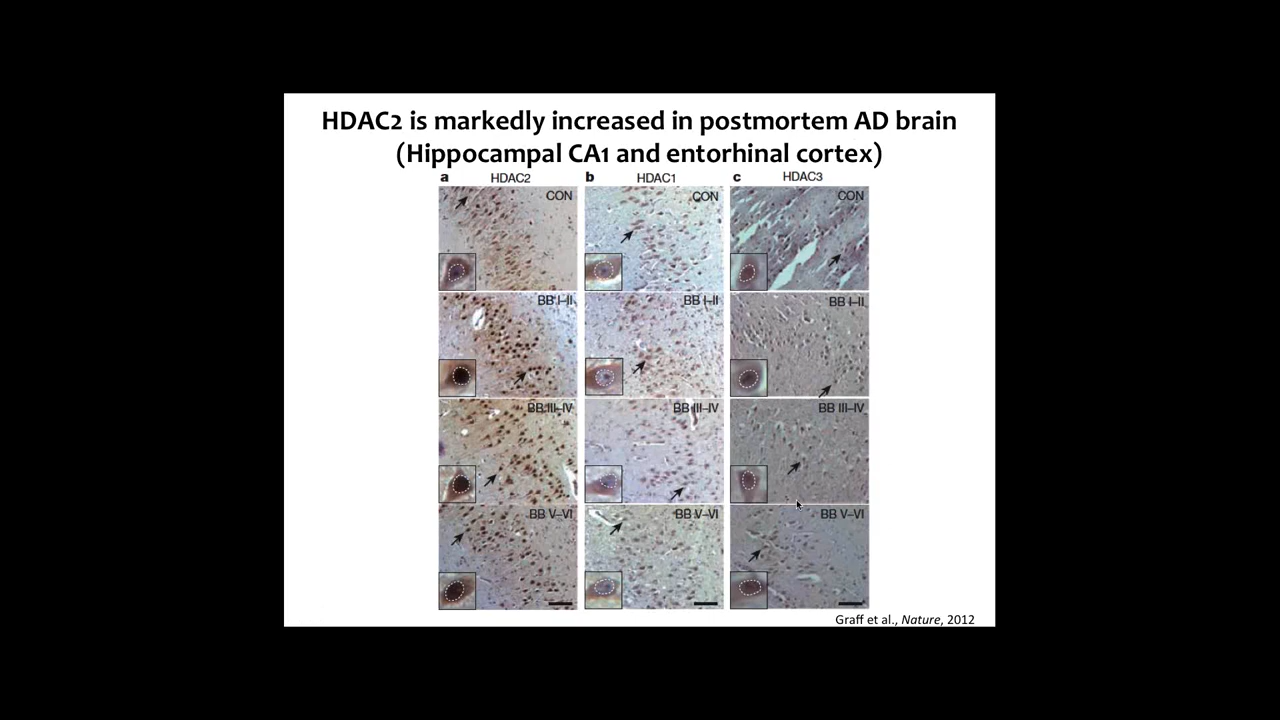 HDAC2 is markedly increased in postmortem AD brain
(Hippocampal CA1 and entorhinal cortex)
a HDAC2
b HDAC1
c HDAC3
CON
CON
CON
BB I–II
BB I–II
BB I–II
BB III–IV
BB III–IV
BB III–IV
BB V–VI
BB V–VI
BB V–VI
Graff et al., Nature, 2012